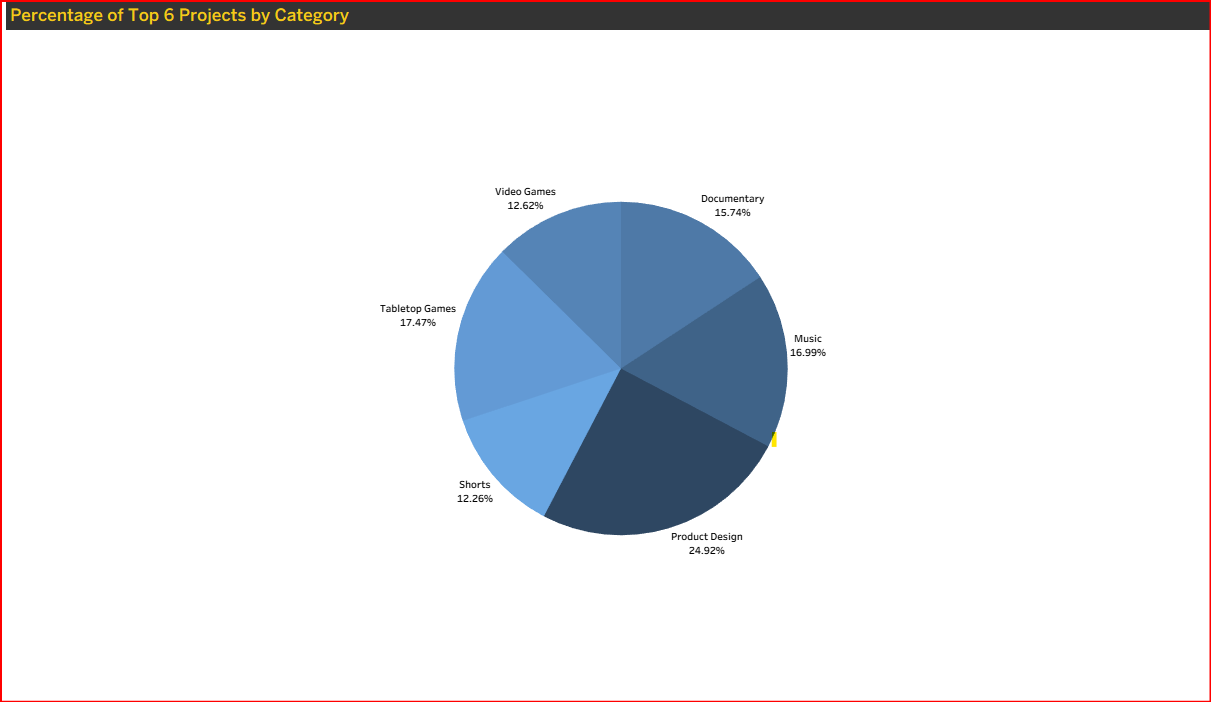 Percentage of Top 6 Projects by Category
Video Games
12.62%
Documentary
15.74%
Tabletop Games
17.47%
Music
16.99%
Shorts
12.26%
Product Design
24.92%